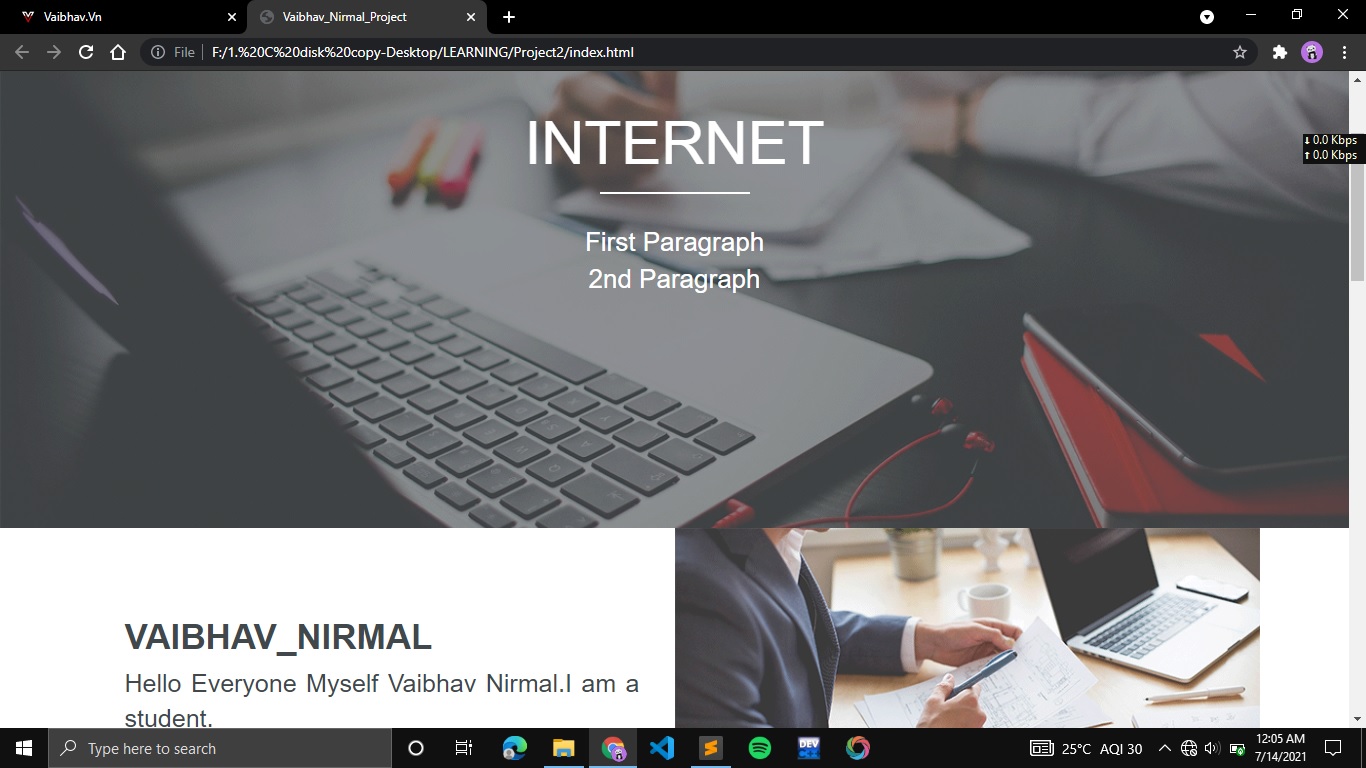 Vaibhav.Vn
Vaibhav_Nirmal_Project
File
F:/1.%20C%20disk%20copy-Desktop/LEARNING/Project2/index.html
INTERNET
0.0 Kbps
0.0 Kbps
First Paragraph
2nd Paragraph
VAIBHAV_NIRMAL
Hello Everyone Myself Vaibhav Nirmal.I am a
student.
Type here to search
DEV
25°C AQI 30
12:05 AM
7/14/2021